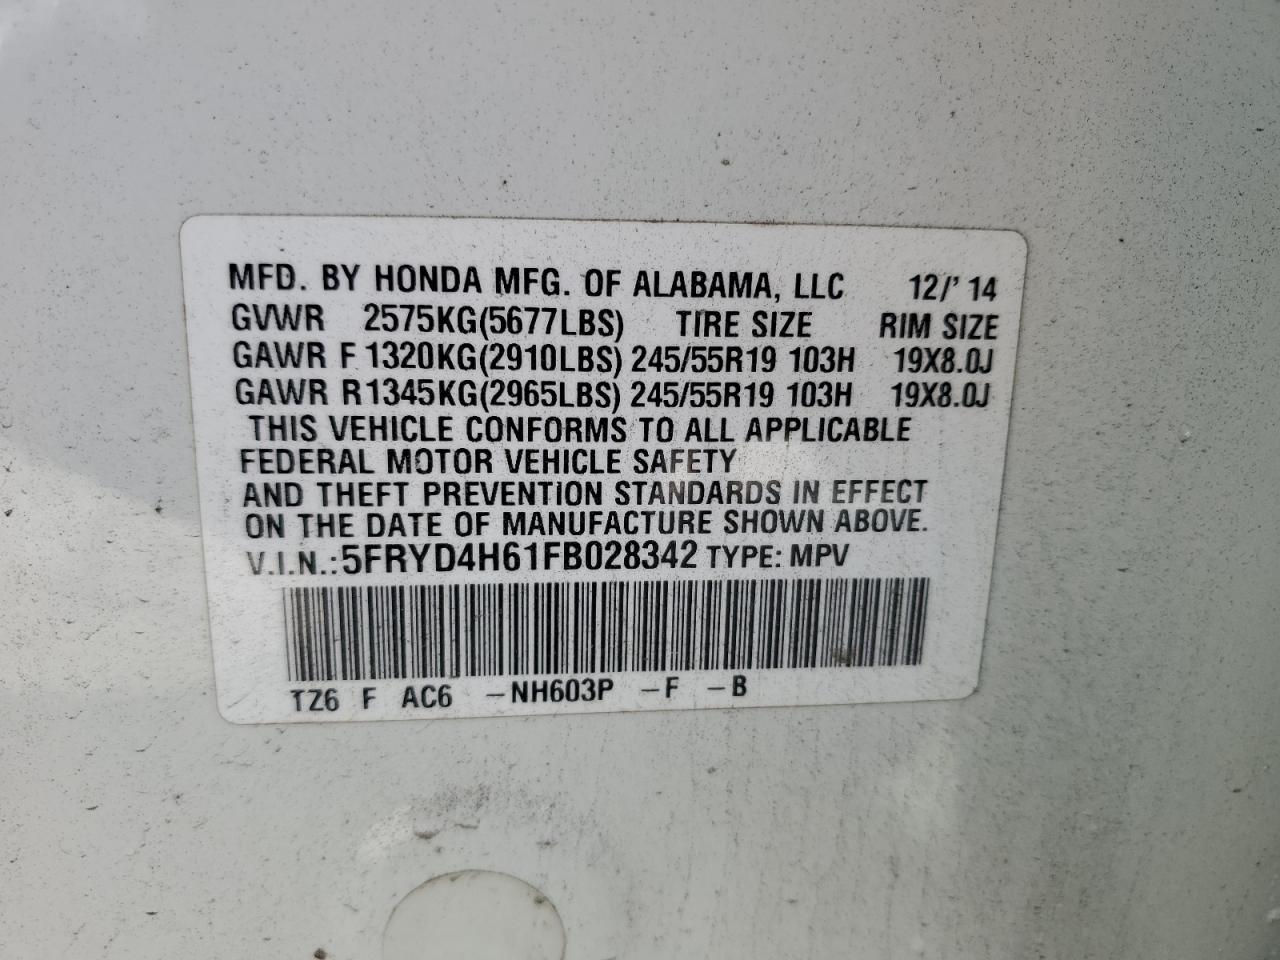 MFD. BY HONDA MFG. OF ALABAMA, LLC 12/' 14
GVWR 2575KG(5677LBS) TIRE SIZE RIM SIZE
GAWR F 1320KG(2910LBS) 245/55R19 103H 19X8.0J
GAWR R1345KG(2965LBS) 245/55R19 103H 19X8.0J
THIS VEHICLE CONFORMS TO ALL APPLICABLE
FEDERAL MOTOR VEHICLE SAFETY
AND THEFT PREVENTION STANDARDS IN EFFECT
ON THE DATE OF MANUFACTURE SHOWN ABOVE.
V.I.N.:5FRYD4H61FB028342 TYPE: MPV
TZ6 F AC6 -NH603P -F -B